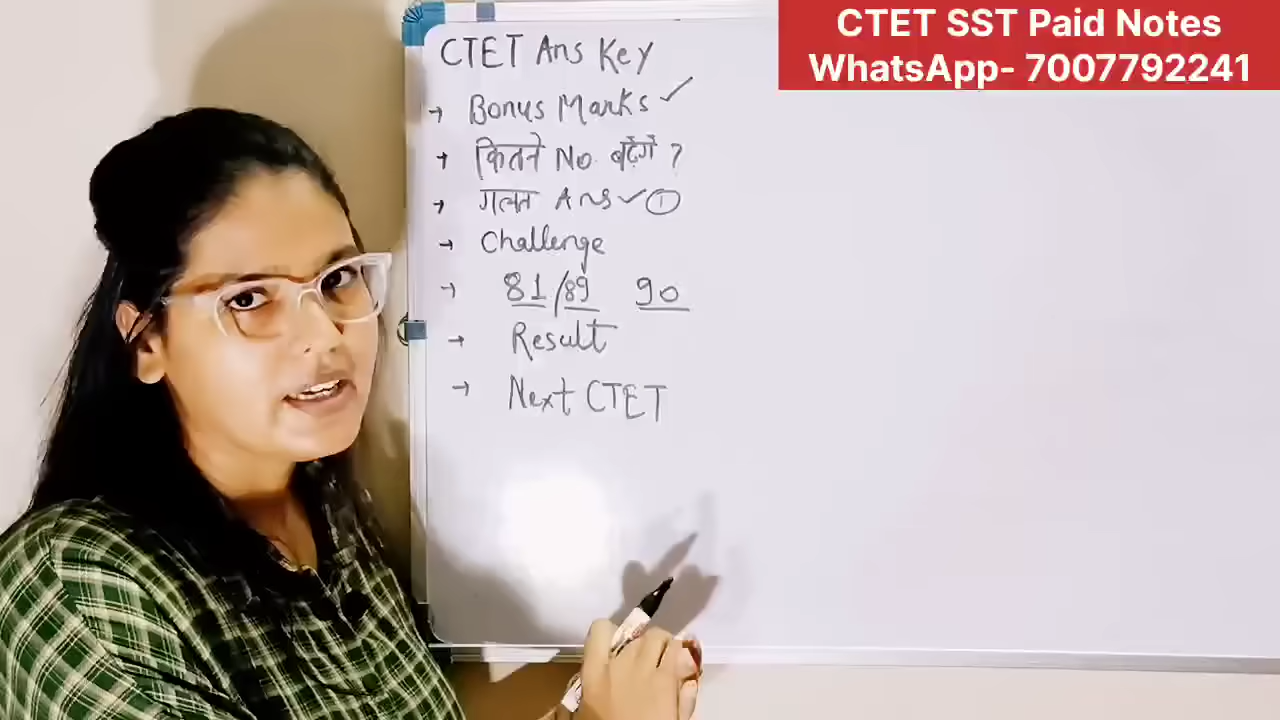 CTET SST Paid Notes
WhatsApp- 7007792241
CTET Ans Key
→ Bonus Marks ✓
→ कितने No. बढ़ेंगें ?
→ गलत Ans ✓ ①
→ Challenge
→ 81/89 90
→ Result
→ Next CTET